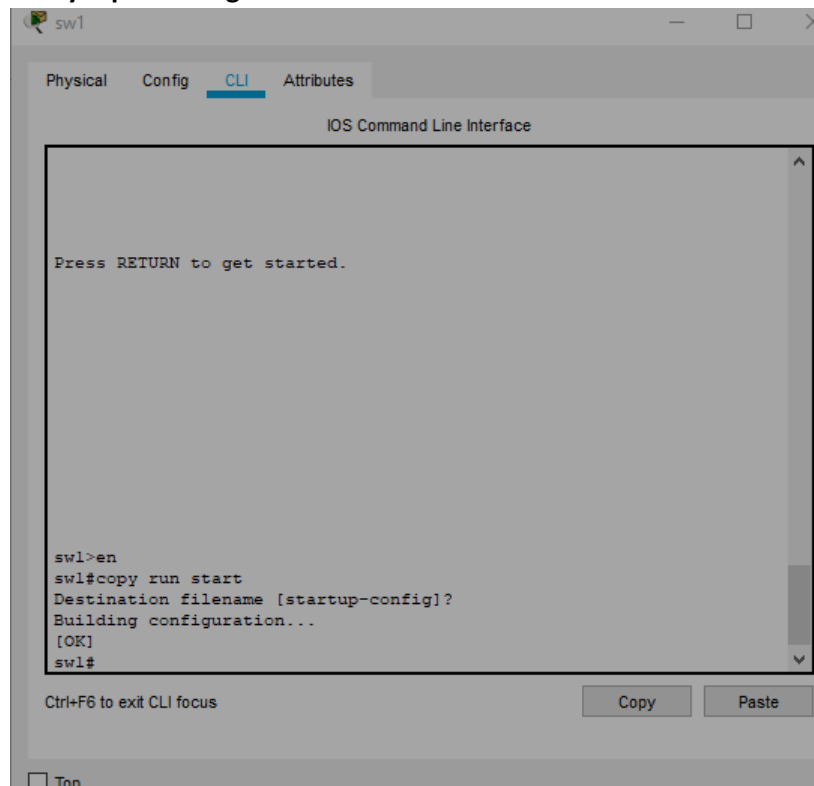 sw1
Physical Config CLI Attributes
IOS Command Line Interface
Press RETURN to get started.
sw1>en
sw1#copy run start
Destination filename [startup-config]?
Building configuration...
[OK]
sw1#
Ctrl+F6 to exit CLI focus
Copy Paste
Top